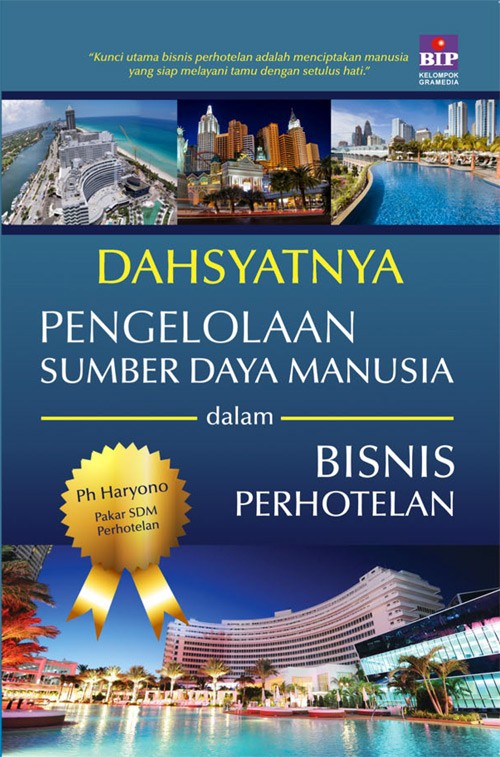 “Kunci utama bisnis perhotelan adalah menciptakan manusia
yang siap melayani tamu dengan setulus hati.”
BIP
KELOMPOK
GRAMEDIA
DAHSYATNYA
PENGELOLAAN
SUMBER DAYA MANUSIA
dalam
BISNIS
PERHOTELAN
Ph Haryono
Pakar SDM
Perhotelan